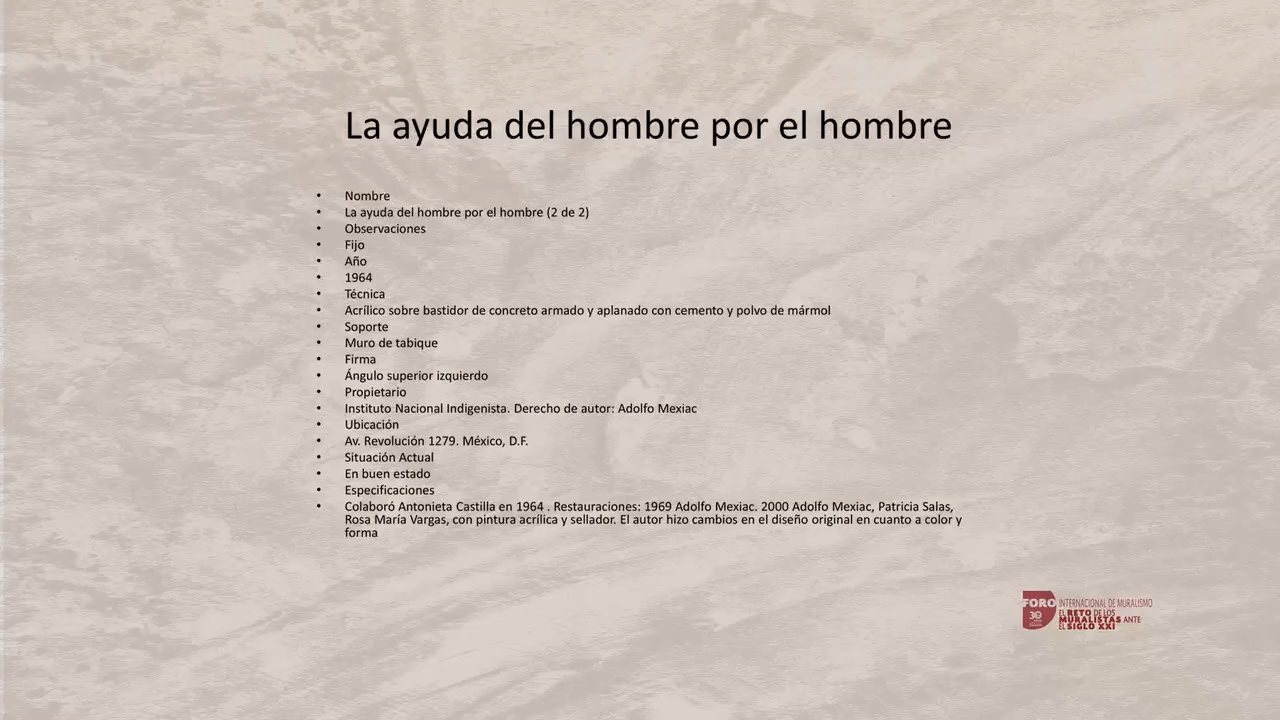 La ayuda del hombre por el hombre
• Nombre
• La ayuda del hombre por el hombre (2 de 2)
• Observaciones
• Fijo
• Año
• 1964
• Técnica
• Acrílico sobre bastidor de concreto armado y aplanado con cemento y polvo de mármol
• Soporte
• Muro de tabique
• Firma
• Ángulo superior izquierdo
• Propietario
• Instituto Nacional Indigenista. Derecho de autor: Adolfo Mexiac
• Ubicación
• Av. Revolución 1279. México, D.F.
• Situación Actual
• En buen estado
• Especificaciones
• Colaboró Antonieta Castilla en 1964 . Restauraciones: 1969 Adolfo Mexiac. 2000 Adolfo Mexiac, Patricia Salas,
Rosa María Vargas, con pintura acrílica y sellador. El autor hizo cambios en el diseño original en cuanto a color y
forma
FORO INTERNACIONAL DE MURALISMO
30
EL RETO DE LOS
MURALISTAS ANTE
EL SIGLO XXI